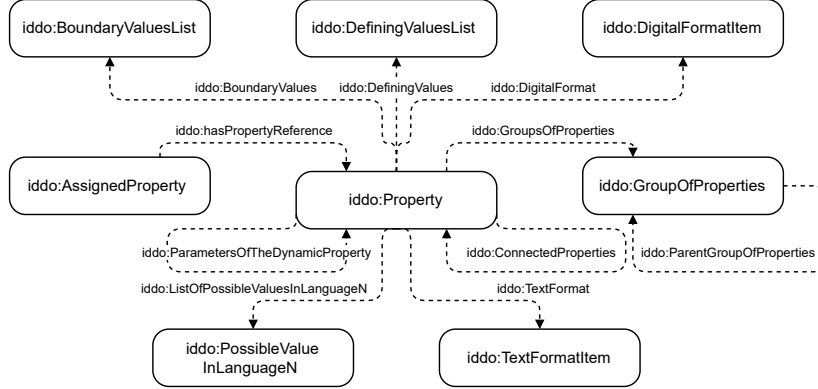 iddo:BoundaryValuesList
iddo:DefiningValuesList
iddo:DigitalFormatItem
iddo:BoundaryValues
iddo:DefiningValues
iddo:DigitalFormat
iddo:hasPropertyReference
iddo:GroupsOfProperties
iddo:AssignedProperty
iddo:Property
iddo:GroupOfProperties
iddo:ParametersOfTheDynamicProperty
iddo:ConnectedProperties
iddo:ParentGroupOfProperties
iddo:ListOfPossibleValuesInLanguageN
iddo:TextFormat
iddo:PossibleValue
InLanguageN
iddo:TextFormatItem